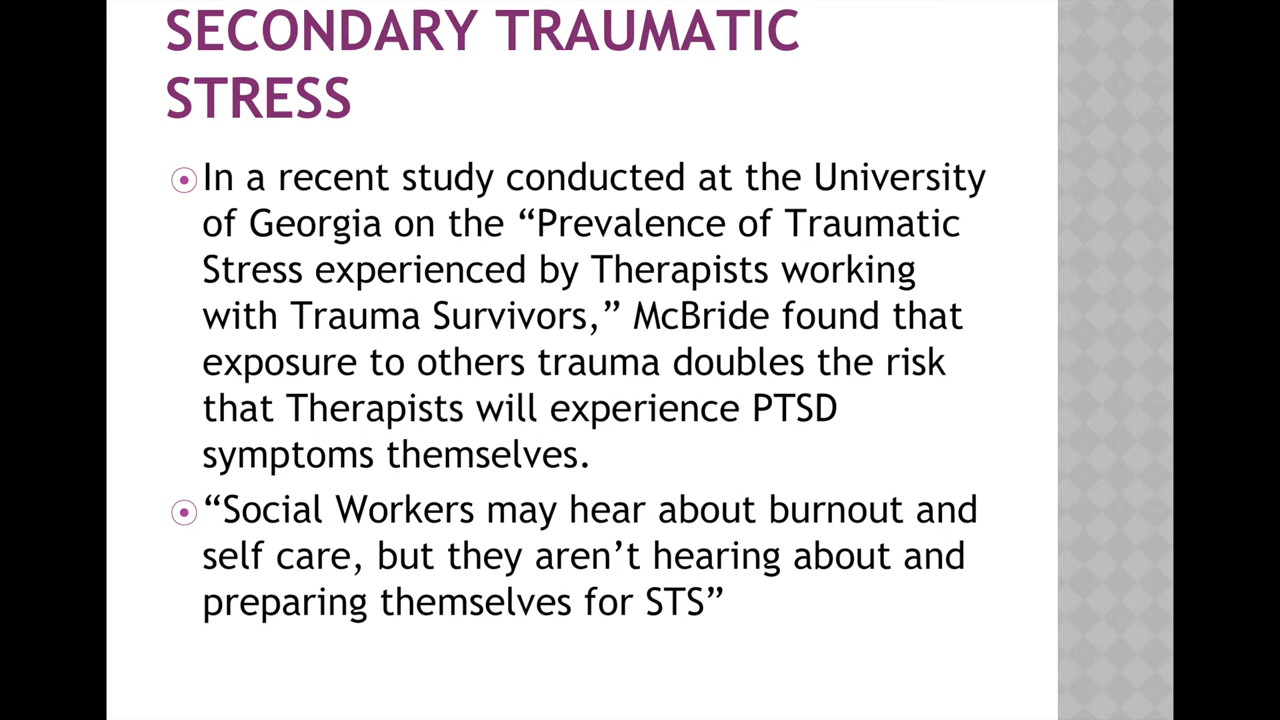 SECONDARY TRAUMATIC
STRESS
In a recent study conducted at the University
of Georgia on the “Prevalence of Traumatic
Stress experienced by Therapists working
with Trauma Survivors,” McBride found that
exposure to others trauma doubles the risk
that Therapists will experience PTSD
symptoms themselves.
“Social Workers may hear about burnout and
self care, but they aren’t hearing about and
preparing themselves for STS”